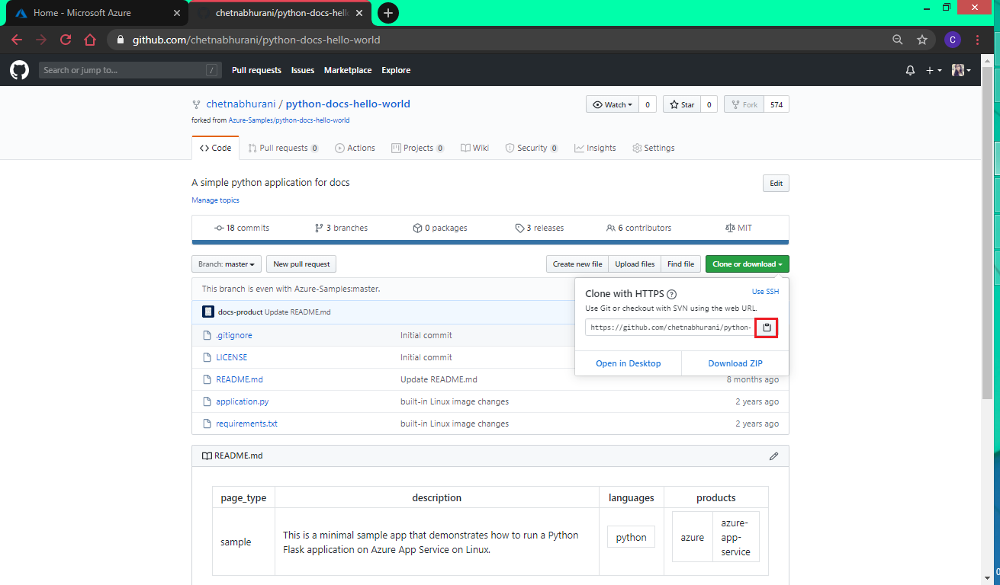 Home - Microsoft Azure
chetnabhurani/python-docs-hell
github.com/chetnabhurani/python-docs-hello-world
C
Search or jump to...
/
Pull requests Issues Marketplace Explore
chetnabhurani / python-docs-hello-world
Watch 0 Star 0 Fork 574
forked from Azure-Samples/python-docs-hello-world
Code Pull requests 0 Actions Projects 0 Wiki Security 0 Insights Settings
A simple python application for docs
Edit
Manage topics
18 commits 3 branches 0 packages 3 releases 6 contributors MIT
Branch: master New pull request Create new file Upload files Find file Clone or download
This branch is even with Azure-Samples:master.
docs-product Update README.md
.gitignore Initial commit
LICENSE Initial commit
README.md Update README.md 8 months ago
application.py built-in Linux image changes 2 years ago
requirements.txt built-in Linux image changes 2 years ago
Clone with HTTPS ? Use SSH
Use Git or checkout with SVN using the web URL.
https://github.com/chetnabhurani/python-
Open in Desktop Download ZIP
README.md
page_type description languages products
sample This is a minimal sample app that demonstrates how to run a Python
Flask application on Azure App Service on Linux.
python
azure
azure-
app-
service